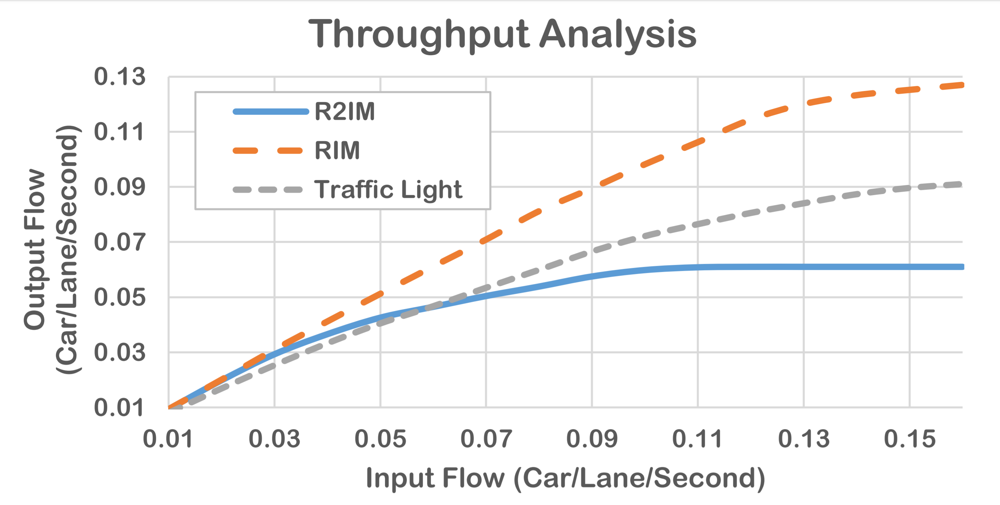 Throughput Analysis
Output Flow
(Car/Lane/Second)
0.13
0.11
0.09
0.07
0.05
0.03
0.01
R2IM
RIM
Traffic Light
0.01 0.03 0.05 0.07 0.09 0.11 0.13 0.15
Input Flow (Car/Lane/Second)